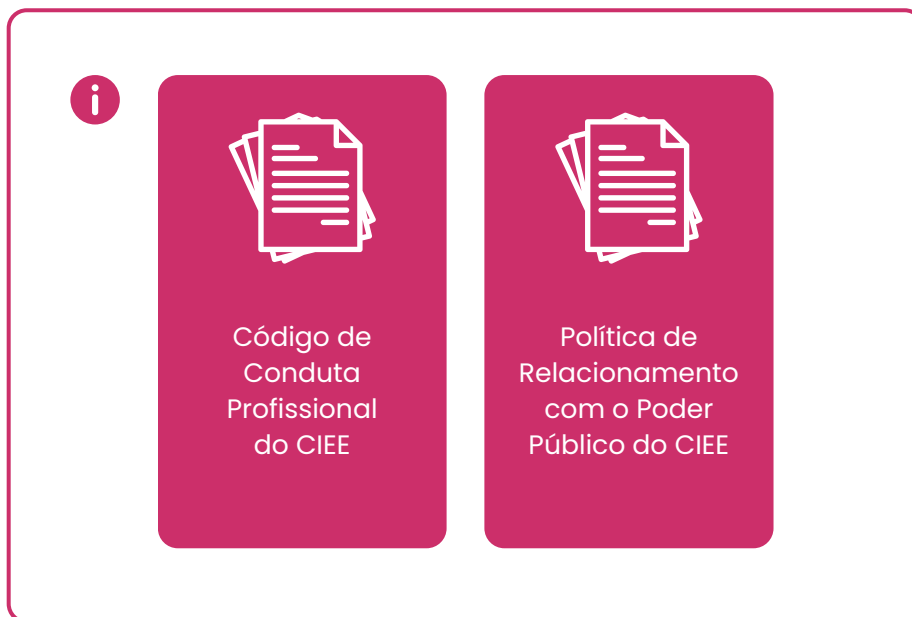 Código de
Conduta
Profissional
do CIEE
Política de
Relacionamento
com o Poder
Público do CIEE